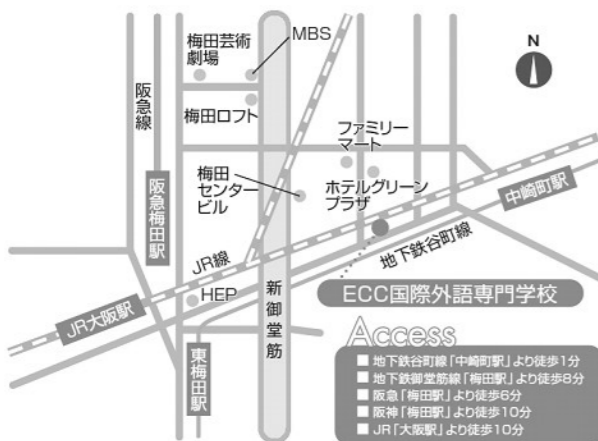 MBS
梅田芸術
劇場
N
阪急線
梅田ロフト
ファミリー
マート
阪急梅田駅
梅田
センター
ビル
ホテルグリーン
プラザ
中崎町駅
JR線
地下鉄谷町線
HEP
新御堂筋
ECC国際外語専門学校
JR大阪駅
東梅田駅
Access
地下鉄谷町線「中崎町駅」より徒歩1分
地下鉄御堂筋線「梅田駅」より徒歩8分
阪急「梅田駅」より徒歩6分
阪神「梅田駅」より徒歩10分
JR「大阪駅」より徒歩10分